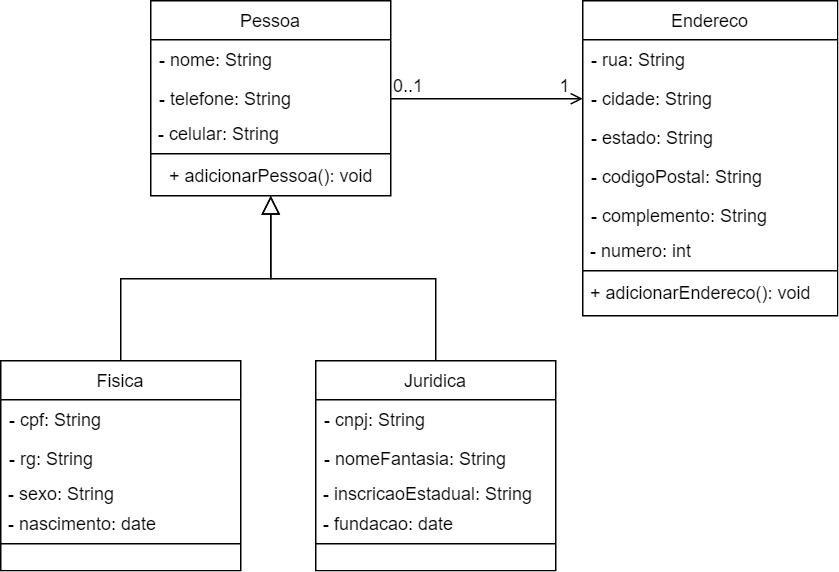 Pessoa
- nome: String
- telefone: String
- celular: String
+ adicionarPessoa(): void
0..1
1
Endereco
- rua: String
- cidade: String
- estado: String
- codigoPostal: String
- complemento: String
- numero: int
+ adicionarEndereco(): void
Fisica
- cpf: String
- rg: String
- sexo: String
- nascimento: date
Juridica
- cnpj: String
- nomeFantasia: String
- inscricaoEstadual: String
- fundacao: date